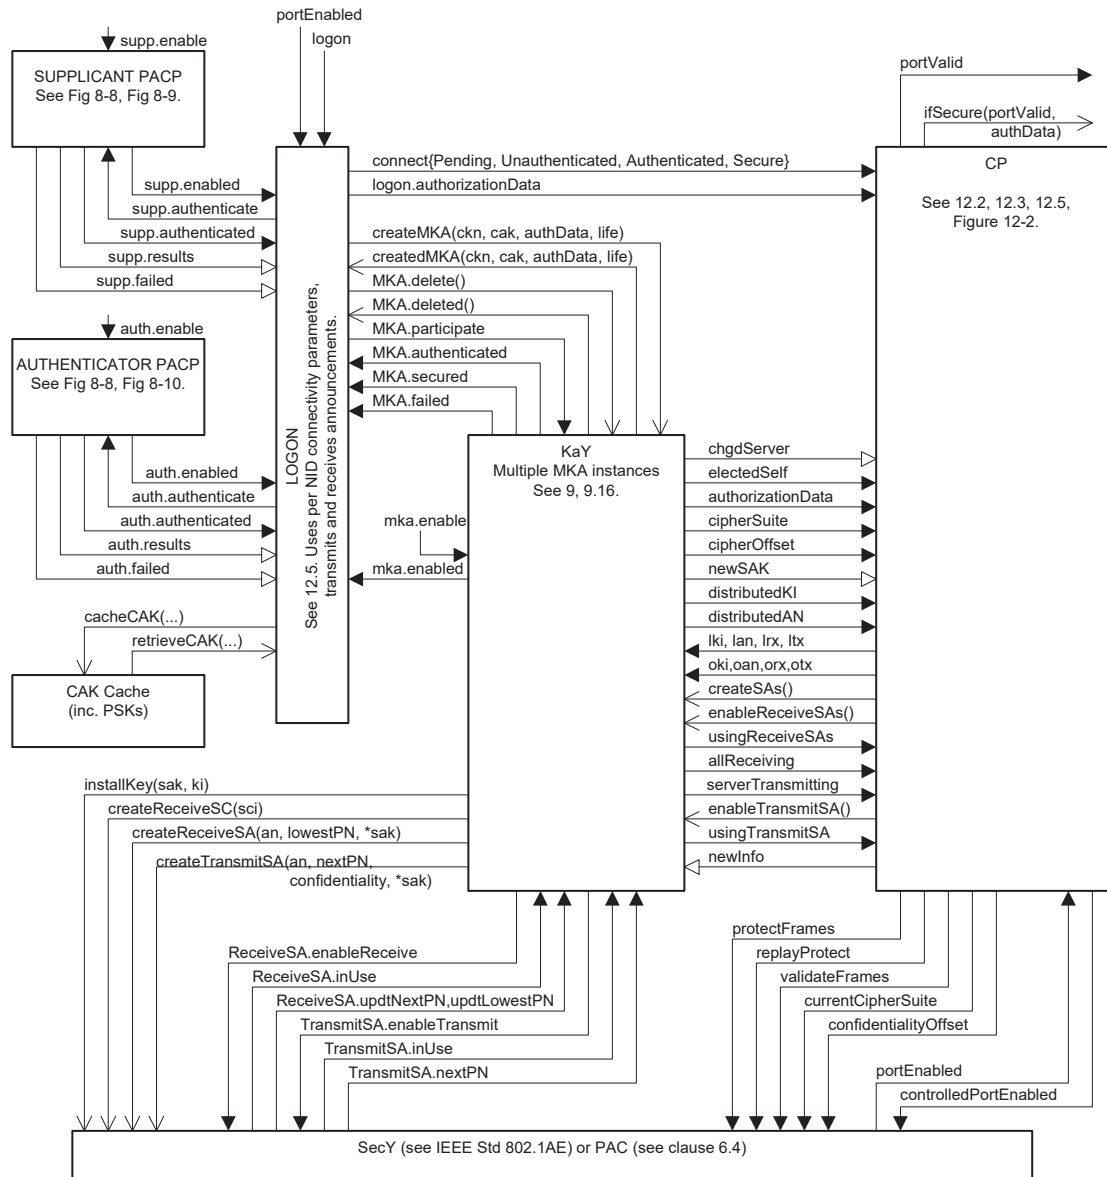 portEnabled
logon
supp.enable
SUPPLICANT PACP
See Fig 8-8, Fig 8-9.
supp.enabled
supp.authenticate
supp.authenticated
supp.results
supp.failed
auth.enable
AUTHENTICATOR PACP
See Fig 8-8, Fig 8-10.
auth.enabled
auth.authenticate
auth.authenticated
auth.results
auth.failed
cacheCAK(...)
retrieveCAK(...)
CAK Cache
(inc. PSKs)
LOGON
See 12.5. Uses per NID connectivity parameters,
transmits and receives announcements.
connect{Pending, Unauthenticated, Authenticated, Secure}
logon.authorizationData
createMKA(ckn, cak, authData, life)
createdMKA(ckn, cak, authData, life)
MKA.delete()
MKA.deleted()
MKA.participate
MKA.authenticated
MKA.secured
MKA.failed
mka.enable
mka.enabled
KaY
Multiple MKA instances
See 9, 9.16.
portValid
ifSecure(portValid,
authData)
CP
See 12.2, 12.3, 12.5,
Figure 12-2.
chgdServer
electedSelf
authorizationData
cipherSuite
cipherOffset
newSAK
distributedKI
distributedAN
lki, lan, lrx, ltx
oki,oan,orx,otx
createSAs()
enableReceiveSAs()
usingReceiveSAs
allReceiving
serverTransmitting
enableTransmitSA()
usingTransmitSA
newInfo
installKey(sak, ki)
createReceiveSC(sci)
createReceiveSA(an, lowestPN, *sak)
createTransmitSA(an, nextPN,
confidentiality, *sak)
ReceiveSA.enableReceive
ReceiveSA.inUse
ReceiveSA.updtNextPN,updtLowestPN
TransmitSA.enableTransmit
TransmitSA.inUse
TransmitSA.nextPN
protectFrames
replayProtect
validateFrames
currentCipherSuite
confidentialityOffset
portEnabled
controlledPortEnabled
SecY (see IEEE Std 802.1AE) or PAC (see clause 6.4)